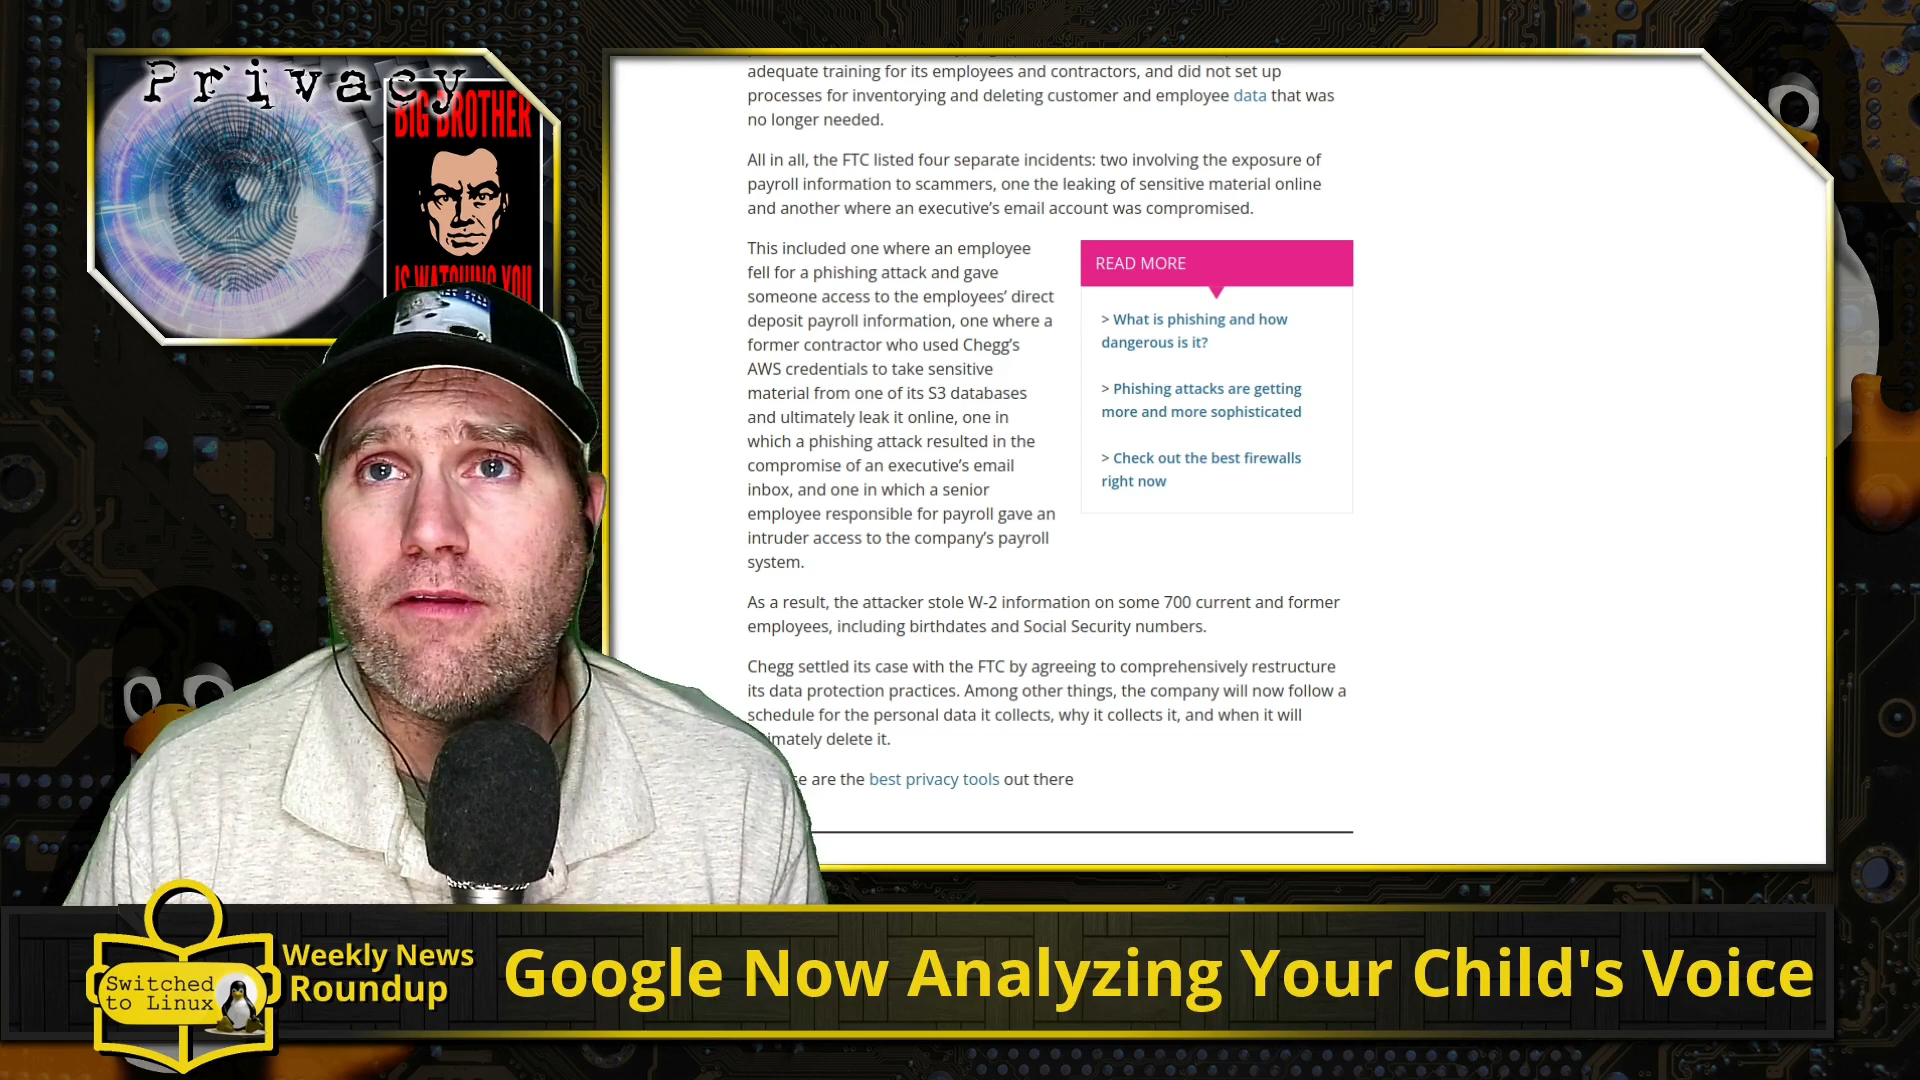 Privacy
BIG BROTHER
IS WATCHING YOU
adequate training for its employees and contractors, and did not set up
processes for inventorying and deleting customer and employee data that was
no longer needed.
All in all, the FTC listed four separate incidents: two involving the exposure of
payroll information to scammers, one the leaking of sensitive material online
and another where an executive’s email account was compromised.
This included one where an employee
fell for a phishing attack and gave
someone access to the employees’ direct
deposit payroll information, one where a
former contractor who used Chegg’s
AWS credentials to take sensitive
material from one of its S3 databases
and ultimately leak it online, one in
which a phishing attack resulted in the
compromise of an executive’s email
inbox, and one in which a senior
employee responsible for payroll gave an
intruder access to the company’s payroll
system.
READ MORE
> What is phishing and how
dangerous is it?
> Phishing attacks are getting
more and more sophisticated
> Check out the best firewalls
right now
As a result, the attacker stole W-2 information on some 700 current and former
employees, including birthdates and Social Security numbers.
Chegg settled its case with the FTC by agreeing to comprehensively restructure
its data protection practices. Among other things, the company will now follow a
schedule for the personal data it collects, why it collects it, and when it will
imately delete it.
se are the best privacy tools out there
Switched
to Linux
Weekly News
Roundup
Google Now Analyzing Your Child's Voice